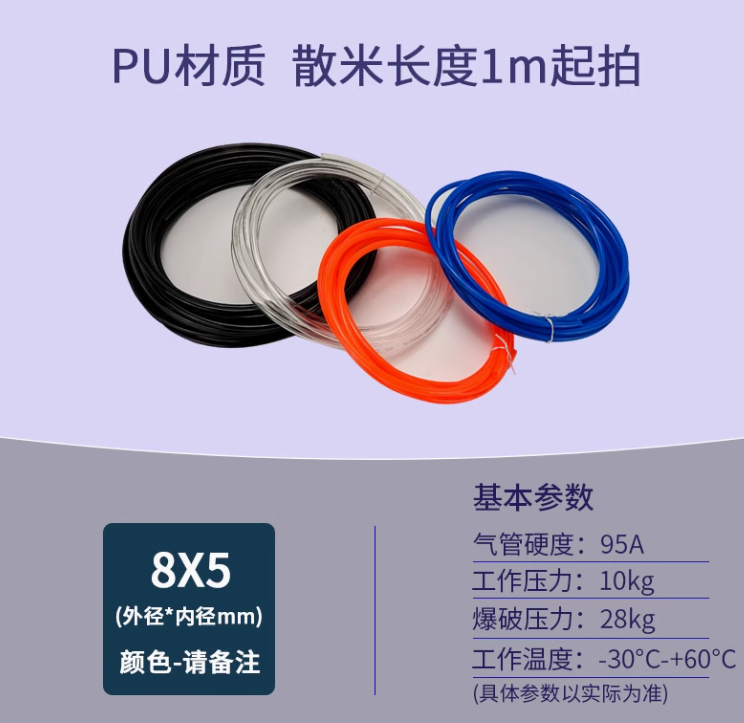 PU材质 散米长度1m起拍
8X5
(外径*内径mm)
颜色-请备注
基本参数
气管硬度：95A
工作压力：10kg
爆破压力：28kg
工作温度：-30°C-+60°C
(具体参数以实际为准)